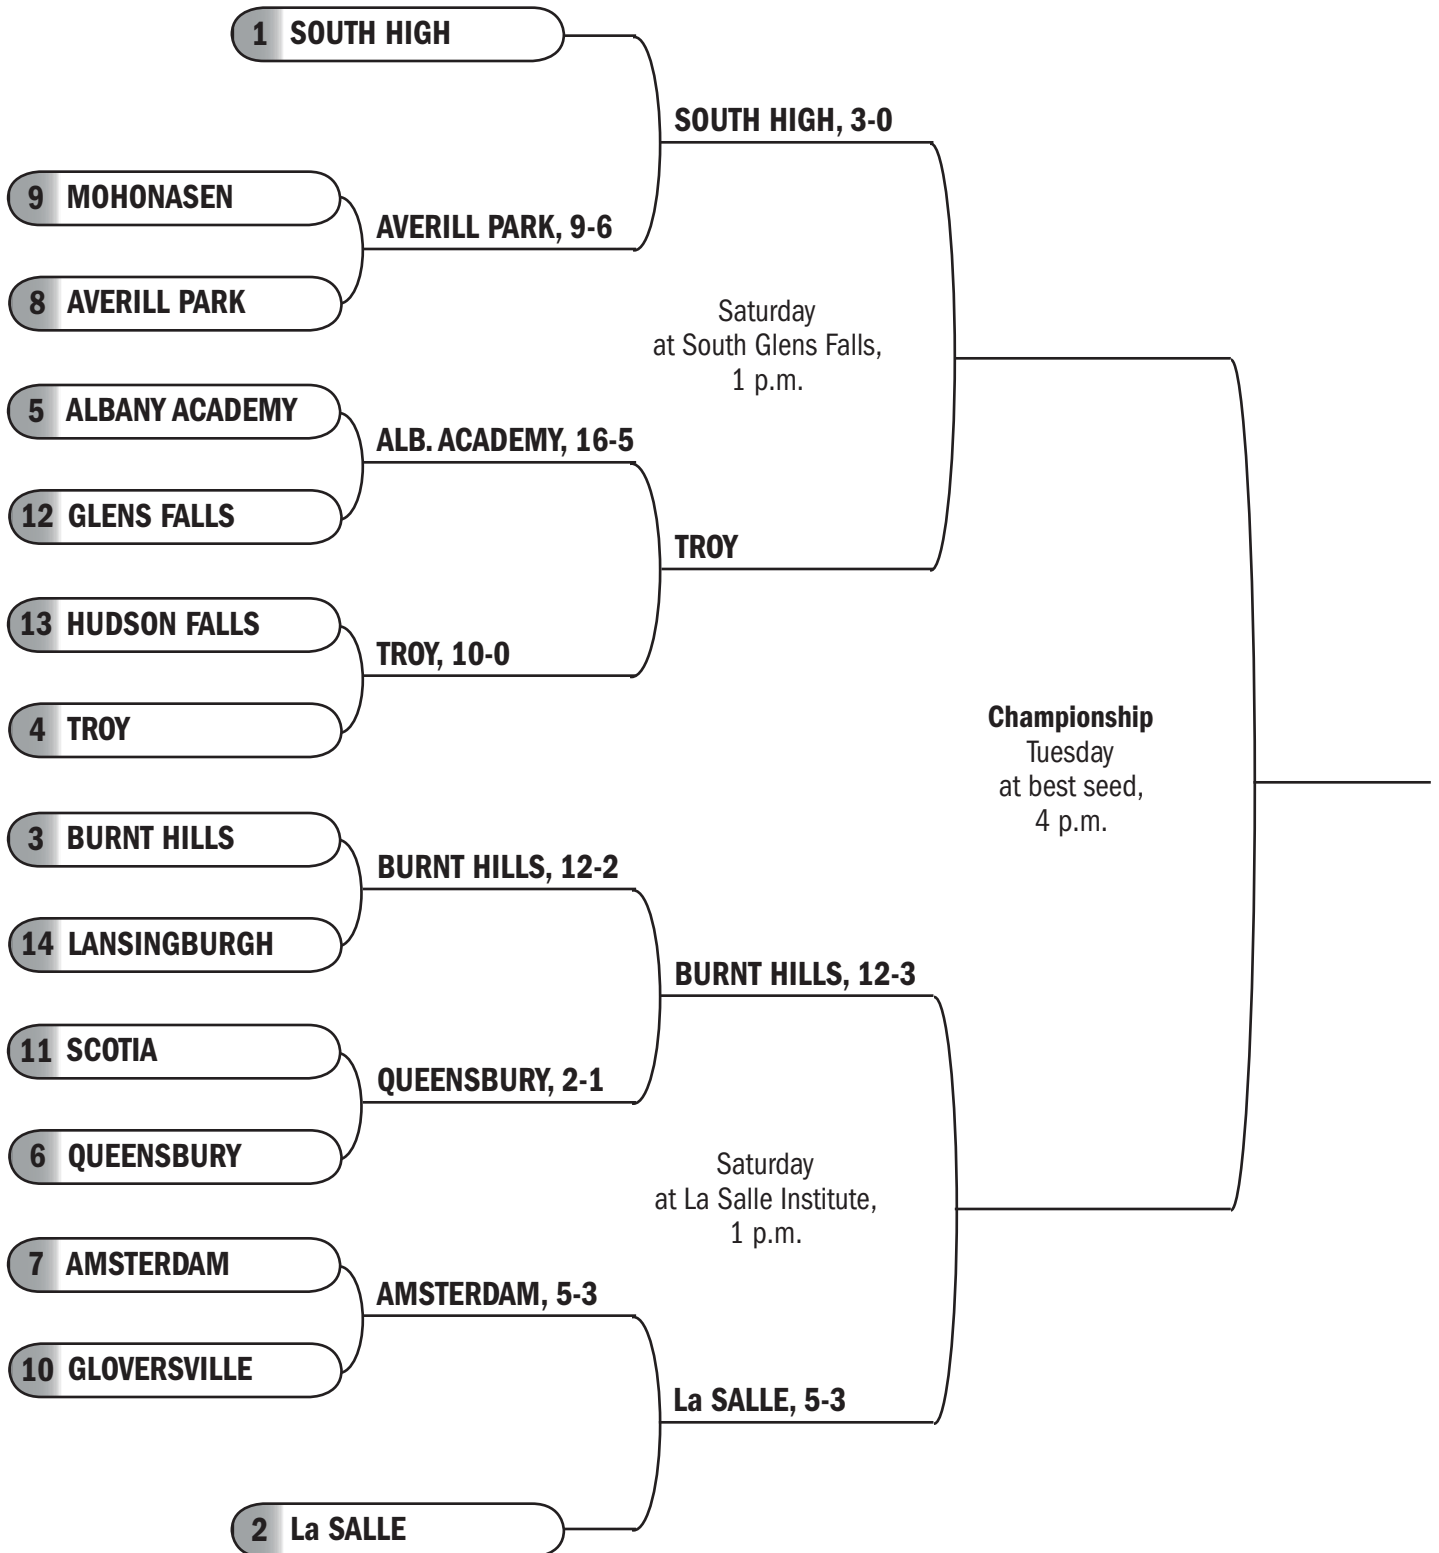 1 SOUTH HIGH
SOUTH HIGH, 3-0
9 MOHONASEN
AVERILL PARK, 9-6
8 AVERILL PARK
Saturday
at South Glens Falls,
1 p.m.
5 ALBANY ACADEMY
ALB. ACADEMY, 16-5
12 GLENS FALLS
TROY
13 HUDSON FALLS
TROY, 10-0
4 TROY
Championship
Tuesday
at best seed,
4 p.m.
3 BURNT HILLS
BURNT HILLS, 12-2
14 LANSINGBURGH
BURNT HILLS, 12-3
11 SCOTIA
QUEENSBURY, 2-1
6 QUEENSBURY
Saturday
at La Salle Institute,
1 p.m.
7 AMSTERDAM
AMSTERDAM, 5-3
10 GLOVERSVILLE
La SALLE, 5-3
2 La SALLE